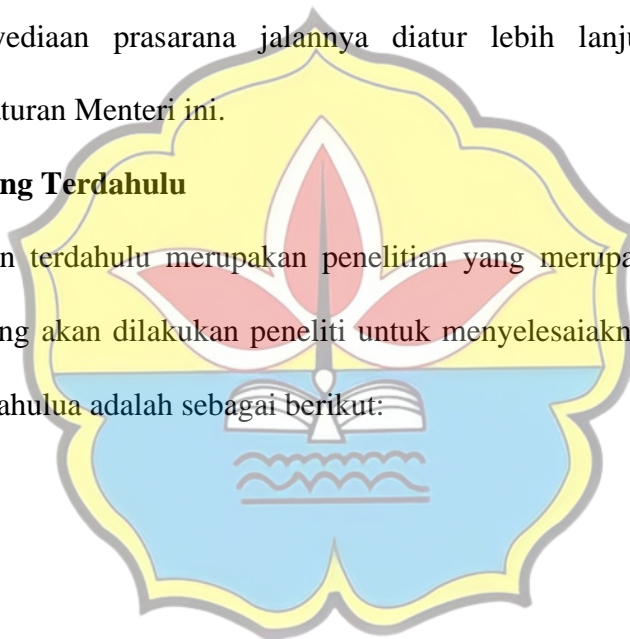 yediaan prasarana jalannya diatur lebih lanju
aturan Menteri ini.
ng Terdahulu
n terdahulu merupakan penelitian yang merupa
ng akan dilakukan peneliti untuk menyelesaiakn
ahulua adalah sebagai berikut: